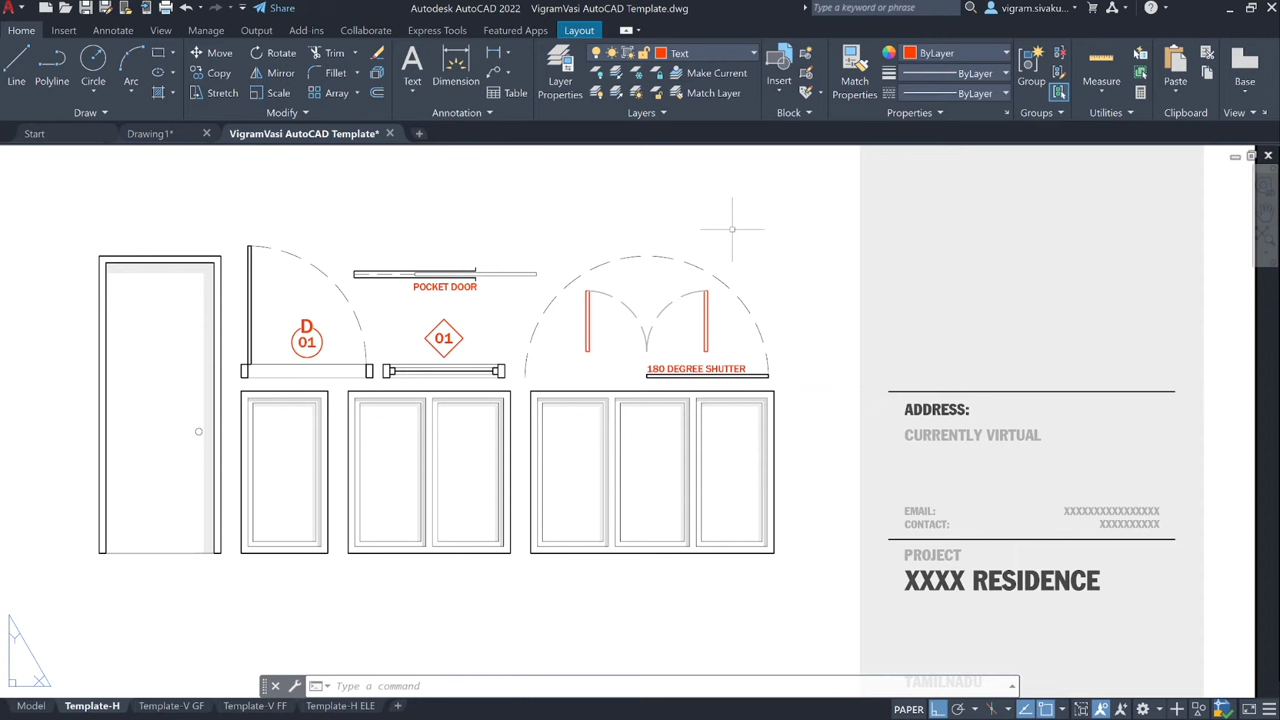 Share
Autodesk AutoCAD 2022
VigramVasi AutoCAD Template.dwg
Type a keyword or phrase
vigram.sivaku...
Home
Insert
Annotate
View
Manage
Output
Add-ins
Collaborate
Express Tools
Featured Apps
Layout
Line
Polyline
Circle
Arc
Draw
Move
Rotate
Trim
Copy
Mirror
Fillet
Stretch
Scale
Array
Modify
Text
Dimension
Table
Annotation
Layer
Properties
Text
Make Current
Match Layer
Layers
Insert
Block
Match
Properties
ByLayer
ByLayer
ByLayer
Properties
Group
Groups
Measure
Utilities
Paste
Clipboard
Base
View
Start
Drawing1*
VigramVasi AutoCAD Template*
POCKET DOOR
D
01
01
180 DEGREE SHUTTER
ADDRESS:
CURRENTLY VIRTUAL
EMAIL: XXXXXXXXXXXXXXXX
CONTACT: XXXXXXXXXX
PROJECT
XXXX RESIDENCE
TAMILNADU
Y
X
Type a command
Model
Template-H
Template-V GF
Template-V FF
Template-H ELE
PAPER